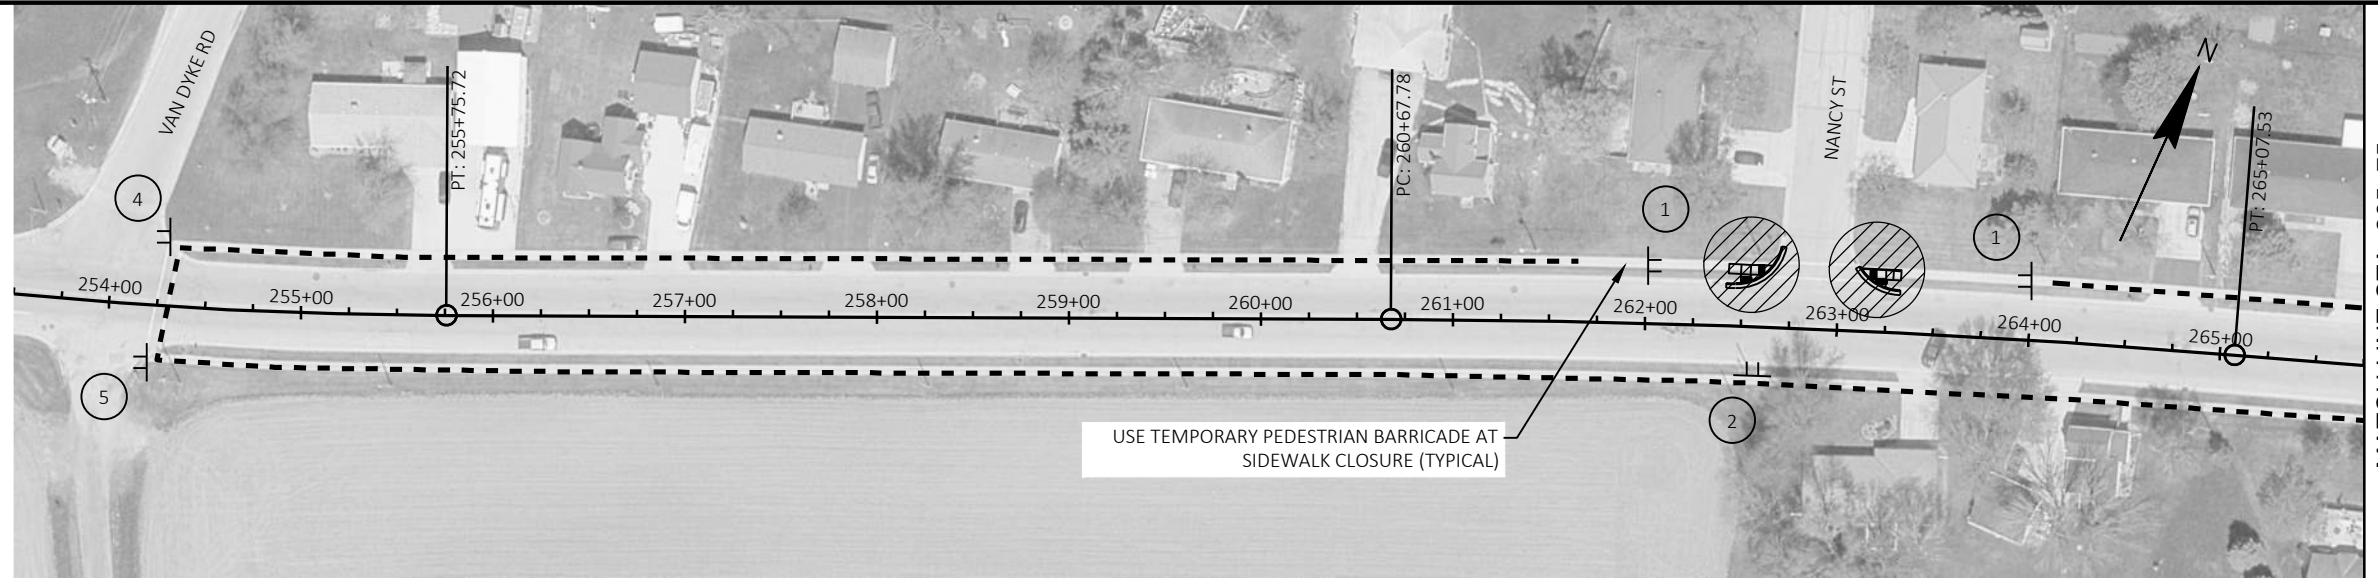 VAN DYKE RD
PT: 255+75.72
PC: 260+67.78
NANCY ST
N
PT: 265+07.53
4
1
1
254+00
255+00
256+00
257+00
258+00
259+00
260+00
261+00
262+00
263+00
264+00
265+00
5
2
USE TEMPORARY PEDESTRIAN BARRICADE AT
SIDEWALK CLOSURE (TYPICAL)